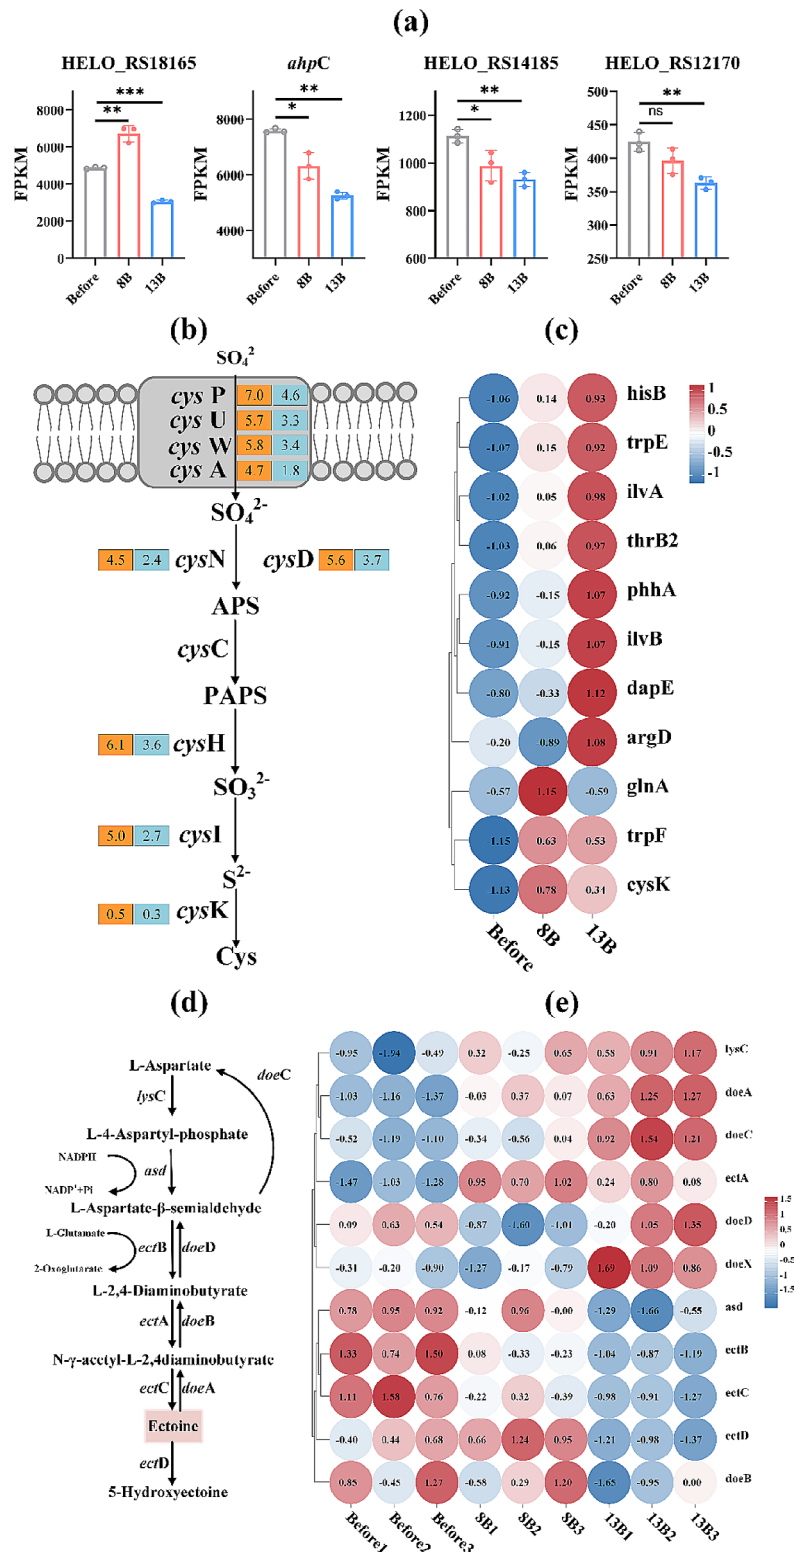 (a)
HELO_RS18165
ahpC
HELO_RS14185
HELO_RS12170
FPKM
8000
6000
4000
2000
0
***
**
Before
8B
13B
FPKM
8000
6000
4000
**
*
Before
8B
13B
FPKM
1200
1000
800
600
**
*
Before
8B
13B
FPKM
500
450
400
350
300
250
**
ns
Before
8B
13B
(b)
SO₄²
cys P 7.0 4.6
cys U 5.7 3.3
cys W 5.8 3.4
cys A 4.7 1.8
SO₄²⁻
4.5 2.4 cysN
cysD 5.6 3.7
APS
cysC
PAPS
6.1 3.6 cysH
SO₃²⁻
5.0 2.7 cysI
S²⁻
0.5 0.3 cysK
Cys
(c)
-1.06 0.14 0.93 hisB
-1.07 0.15 0.92 trpE
-1.02 0.05 0.98 ilvA
-1.03 0.06 0.97 thrB2
-0.92 -0.15 1.07 phhA
-0.91 -0.15 1.07 ilvB
-0.80 -0.33 1.12 dapE
-0.20 -0.89 1.08 argD
-0.57 1.15 -0.59 glnA
-1.15 0.63 0.53 trpF
-1.13 0.78 0.34 cysK
Before 8B 13B
1
0.5
0
-0.5
-1
(d)
L-Aspartate
doeC
lysC
L-4-Aspartyl-phosphate
NADPH
asd
NADP⁺+Pi
L-Aspartate-β-semialdehyde
L-Glutamate
ectB doeD
2-Oxoglutarate
L-2,4-Diaminobutyrate
ectA doeB
N-γ-acetyl-L-2,4diaminobutyrate
ectC doeA
Ectoine
ectD
5-Hydroxyectoine
(e)
-0.95 -1.94 -0.49 0.32 -0.25 0.65 0.58 0.91 1.17 lysC
-1.03 -1.16 -1.37 -0.03 0.37 0.07 0.63 1.25 1.27 doeA
-0.52 -1.19 -1.10 -0.34 -0.56 0.04 0.92 1.54 1.21 doeC
-1.47 -1.03 -1.28 0.95 0.70 1.02 0.24 0.80 0.08 ectA
0.09 0.63 0.54 -0.87 -1.60 -1.01 -0.20 1.05 1.35 doeD
-0.31 -0.20 -0.90 -1.27 -0.17 -0.79 1.69 1.09 0.86 doeX
0.78 0.95 0.92 -0.12 0.96 -0.00 -1.29 -1.66 -0.55 asd
1.33 0.74 1.50 0.08 -0.33 -0.23 -1.04 -0.87 -1.19 ectB
1.11 1.58 0.76 -0.22 0.32 -0.39 -0.98 -0.91 -1.27 ectC
-0.40 0.44 0.68 0.66 1.24 0.95 -1.21 -0.98 -1.37 ectD
0.85 -0.45 1.27 -0.58 0.29 1.20 -1.65 -0.95 0.00 doeB
Before1 Before2 Before3 8B1 8B2 8B3 13B1 13B2 13B3
1.5
1
0.5
0
-0.5
-1
-1.5